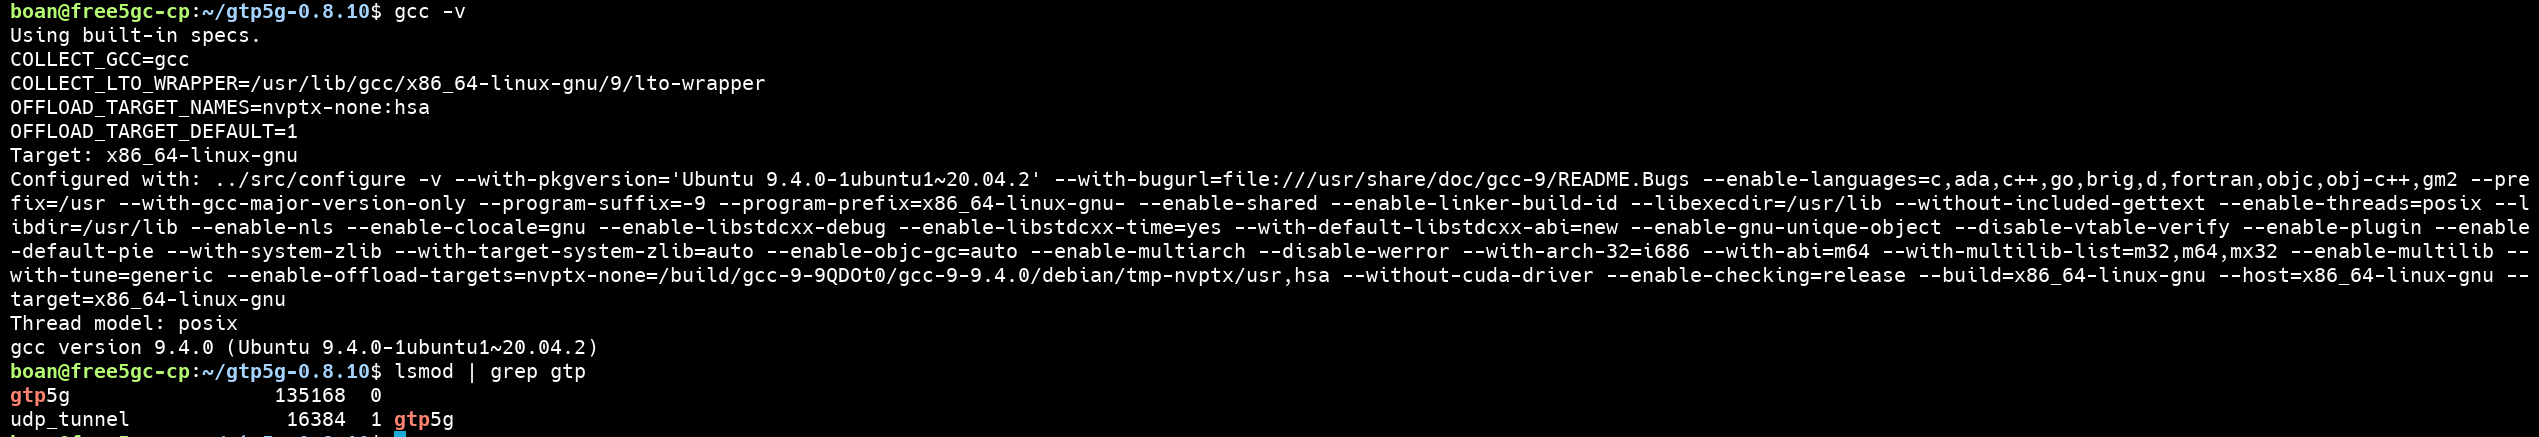 boan@free5gc-cp:~/gtp5g-0.8.10$ gcc -v
Using built-in specs.
COLLECT_GCC=gcc
COLLECT_LTO_WRAPPER=/usr/lib/gcc/x86_64-linux-gnu/9/lto-wrapper
OFFLOAD_TARGET_NAMES=nvptx-none:hsa
OFFLOAD_TARGET_DEFAULT=1
Target: x86_64-linux-gnu
Configured with: ../src/configure -v --with-pkgversion='Ubuntu 9.4.0-1ubuntu1~20.04.2' --with-bugurl=file:///usr/share/doc/gcc-9/README.Bugs --enable-languages=c,ada,c++,go,brig,d,fortran,objc,obj-c++,gm2 --pre
fix=/usr --with-gcc-major-version-only --program-suffix=-9 --program-prefix=x86_64-linux-gnu- --enable-shared --enable-linker-build-id --libexecdir=/usr/lib --without-included-gettext --enable-threads=posix --l
ibdir=/usr/lib --enable-nls --enable-clocale=gnu --enable-libstdcxx-debug --enable-libstdcxx-time=yes --with-default-libstdcxx-abi=new --enable-gnu-unique-object --disable-vtable-verify --enable-plugin --enable
-default-pie --with-system-zlib --with-target-system-zlib=auto --enable-objc-gc=auto --enable-multiarch --disable-werror --with-arch-32=i686 --with-abi=m64 --with-multilib-list=m32,m64,mx32 --enable-multilib --
with-tune=generic --enable-offload-targets=nvptx-none=/build/gcc-9-9QDOt0/gcc-9-9.4.0/debian/tmp-nvptx/usr,hsa --without-cuda-driver --enable-checking=release --build=x86_64-linux-gnu --host=x86_64-linux-gnu --
target=x86_64-linux-gnu
Thread model: posix
gcc version 9.4.0 (Ubuntu 9.4.0-1ubuntu1~20.04.2)
boan@free5gc-cp:~/gtp5g-0.8.10$ lsmod | grep gtp
gtp5g                 135168  0
udp_tunnel             16384  1 gtp5g